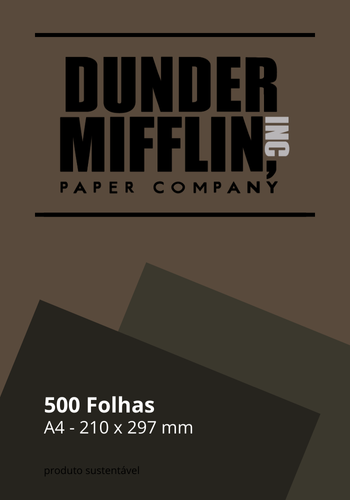 DUNDER
MIFFLIN,
INC
PAPER COMPANY
500 Folhas
A4 - 210 x 297 mm
produto sustentável